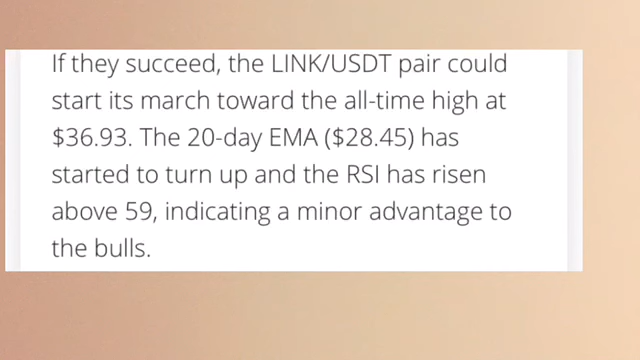 If they succeed, the LINK/USDT pair could
start its march toward the all-time high at
$36.93. The 20-day EMA ($28.45) has
started to turn up and the RSI has risen
above 59, indicating a minor advantage to
the bulls.